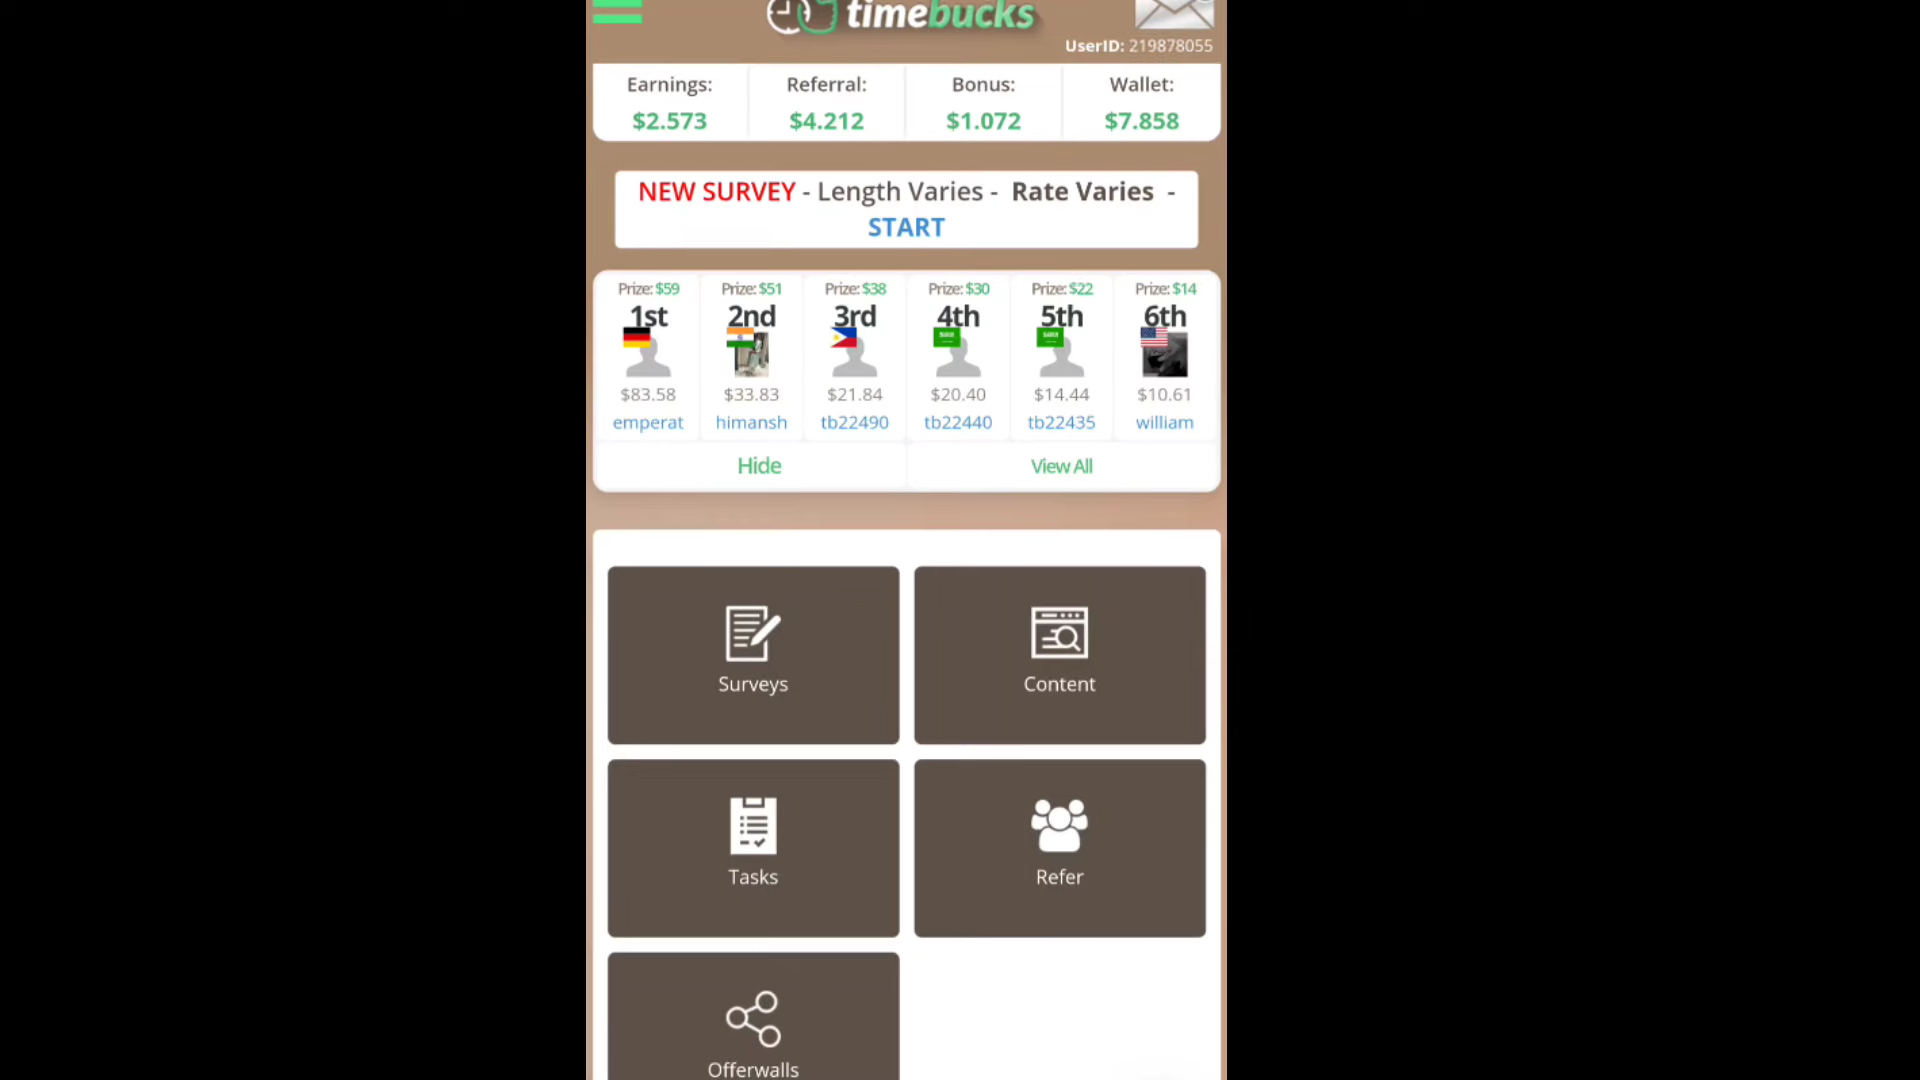 timebucks
UserID: 219878055
Earnings: Referral: Bonus: Wallet:
$2.573 $4.212 $1.072 $7.858
NEW SURVEY - Length Varies - Rate Varies -
START
Prize: $59 Prize: $51 Prize: $38 Prize: $30 Prize: $22 Prize: $14
1st 2nd 3rd 4th 5th 6th
$83.58 $33.83 $21.84 $20.40 $14.44 $10.61
emperat himansh tb22490 tb22440 tb22435 william
Hide View All
Surveys Content
Tasks Refer
Offerwalls